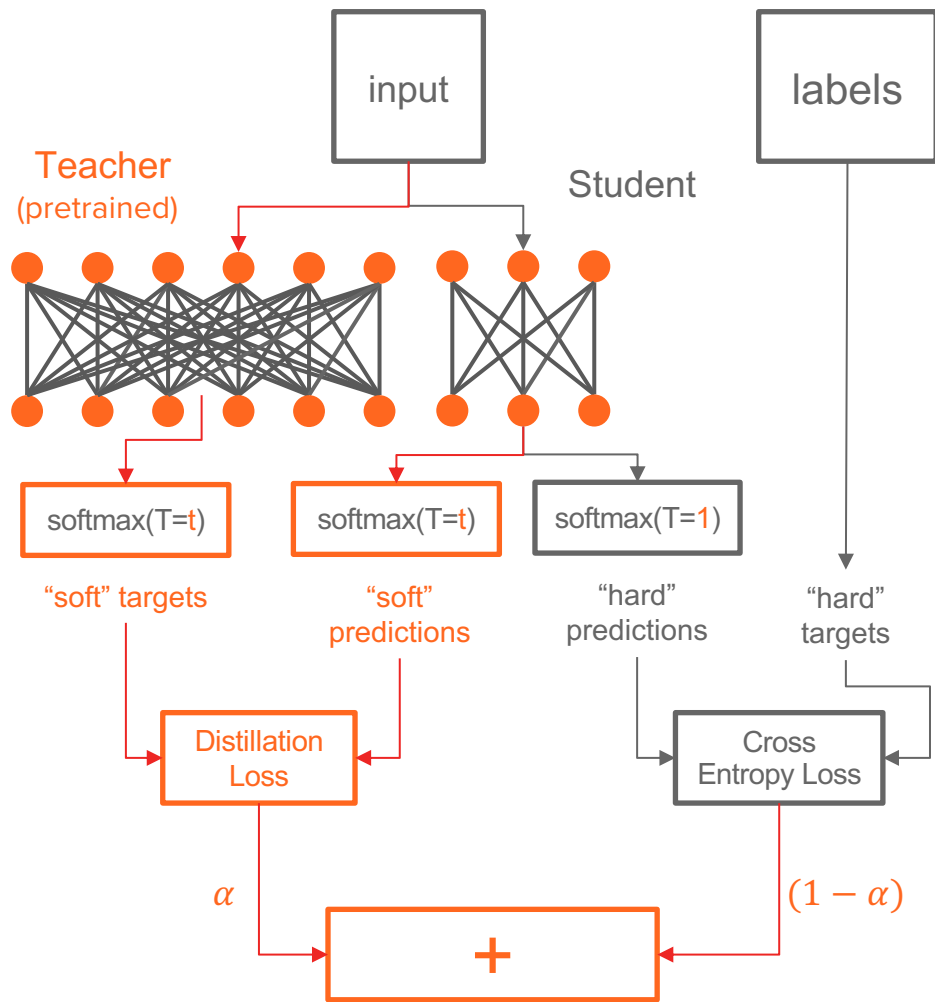 input
labels
Teacher
(pretrained)
Student
softmax(T=t)
softmax(T=t)
softmax(T=1)
“soft” targets
“soft”
predictions
“hard”
predictions
“hard”
targets
Distillation
Loss
Cross
Entropy Loss
α
(1 − α)
+